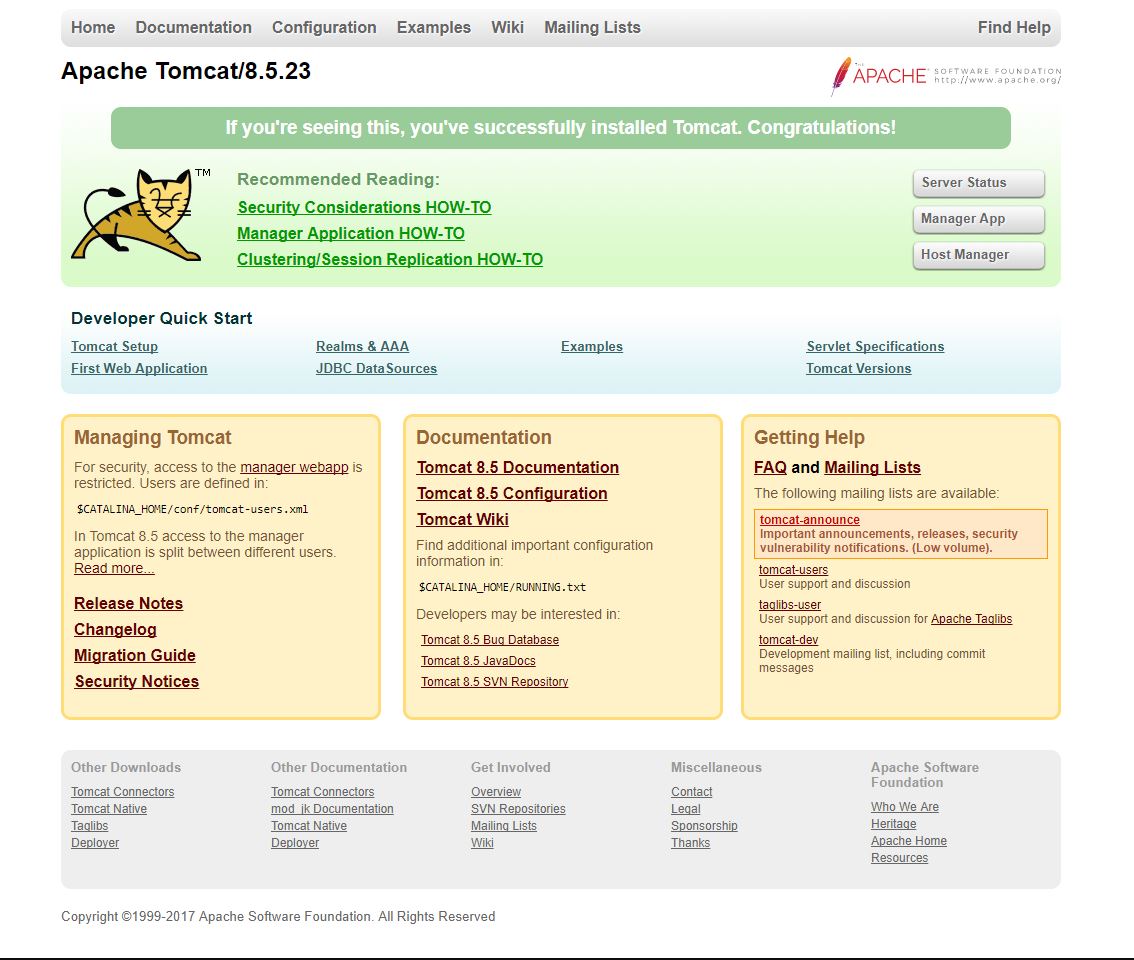 Home Documentation Configuration Examples Wiki Mailing Lists Find Help
Apache Tomcat/8.5.23
THE APACHE® SOFTWARE FOUNDATION
http://www.apache.org/
If you're seeing this, you've successfully installed Tomcat. Congratulations!
TM
Recommended Reading:
Security Considerations HOW-TO
Manager Application HOW-TO
Clustering/Session Replication HOW-TO
Server Status
Manager App
Host Manager
Developer Quick Start
Tomcat Setup
First Web Application
Realms & AAA
JDBC DataSources
Examples
Servlet Specifications
Tomcat Versions
Managing Tomcat
For security, access to the manager webapp is
restricted. Users are defined in:
$CATALINA_HOME/conf/tomcat-users.xml
In Tomcat 8.5 access to the manager
application is split between different users.
Read more...
Release Notes
Changelog
Migration Guide
Security Notices
Documentation
Tomcat 8.5 Documentation
Tomcat 8.5 Configuration
Tomcat Wiki
Find additional important configuration
information in:
$CATALINA_HOME/RUNNING.txt
Developers may be interested in:
Tomcat 8.5 Bug Database
Tomcat 8.5 JavaDocs
Tomcat 8.5 SVN Repository
Getting Help
FAQ and Mailing Lists
The following mailing lists are available:
tomcat-announce
Important announcements, releases, security
vulnerability notifications. (Low volume).
tomcat-users
User support and discussion
taglibs-user
User support and discussion for Apache Taglibs
tomcat-dev
Development mailing list, including commit
messages
Other Downloads
Tomcat Connectors
Tomcat Native
Taglibs
Deployer
Other Documentation
Tomcat Connectors
mod_jk Documentation
Tomcat Native
Deployer
Get Involved
Overview
SVN Repositories
Mailing Lists
Wiki
Miscellaneous
Contact
Legal
Sponsorship
Thanks
Apache Software
Foundation
Who We Are
Heritage
Apache Home
Resources
Copyright ©1999-2017 Apache Software Foundation. All Rights Reserved